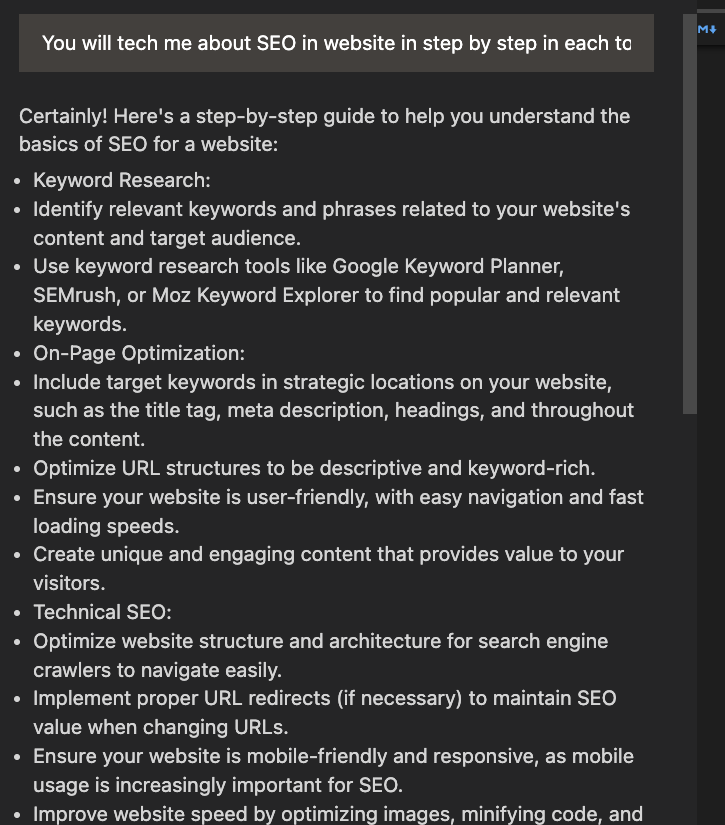 You will tech me about SEO in website in step by step in each to
M↓
Certainly! Here's a step-by-step guide to help you understand the
basics of SEO for a website:
• Keyword Research:
• Identify relevant keywords and phrases related to your website's
content and target audience.
• Use keyword research tools like Google Keyword Planner,
SEMrush, or Moz Keyword Explorer to find popular and relevant
keywords.
• On-Page Optimization:
• Include target keywords in strategic locations on your website,
such as the title tag, meta description, headings, and throughout
the content.
• Optimize URL structures to be descriptive and keyword-rich.
• Ensure your website is user-friendly, with easy navigation and fast
loading speeds.
• Create unique and engaging content that provides value to your
visitors.
• Technical SEO:
• Optimize website structure and architecture for search engine
crawlers to navigate easily.
• Implement proper URL redirects (if necessary) to maintain SEO
value when changing URLs.
• Ensure your website is mobile-friendly and responsive, as mobile
usage is increasingly important for SEO.
• Improve website speed by optimizing images, minifying code, and